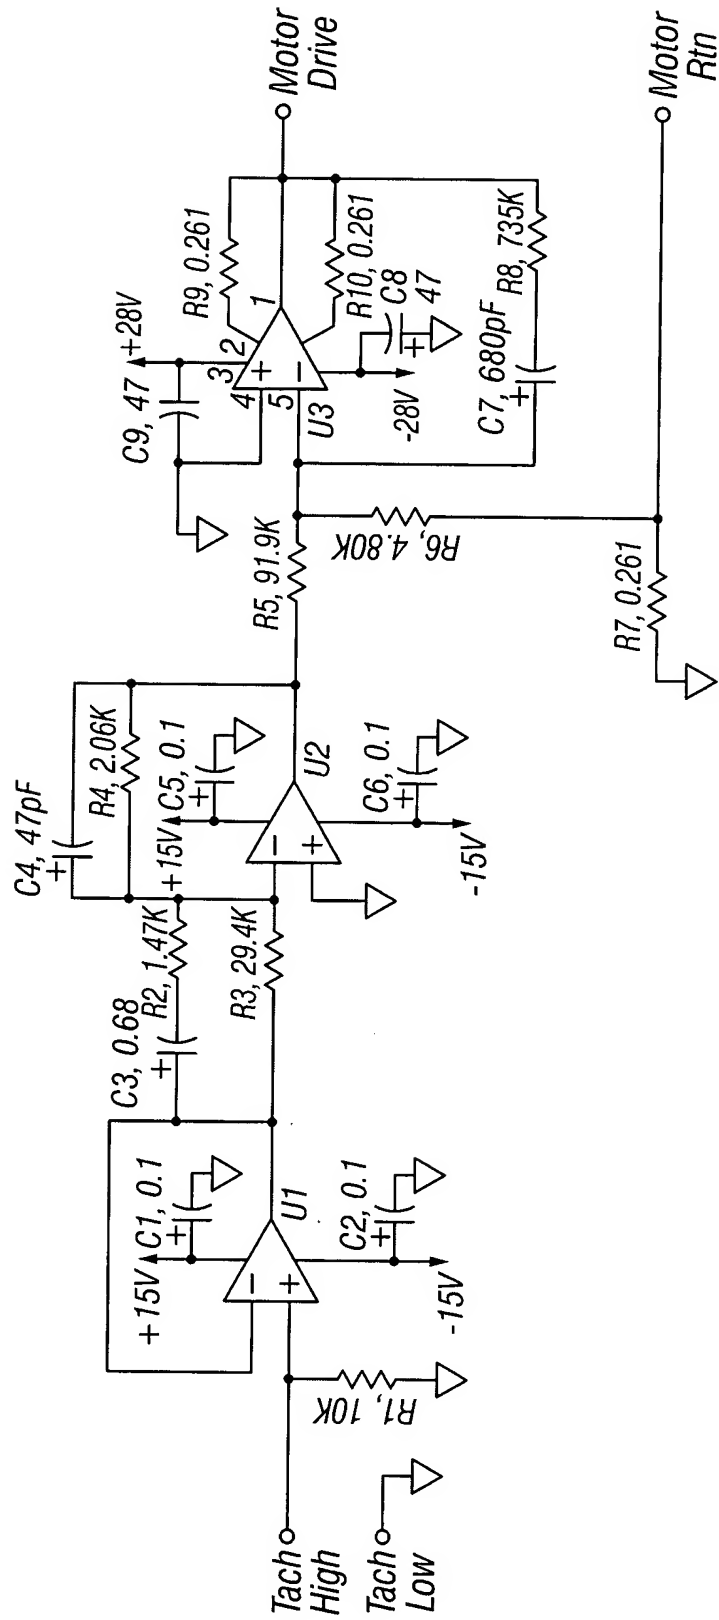 Tach
High
Tach
Low
R1, 10K
+15V
C1, 0.1
−
+
U1
C2, 0.1
+
+
-15V
C3, 0.68
+
R2, 1.47K
R3, 29.4K
C4, 47pF
+
R4, 2.06K
+15V
C5, 0.1
+
−
+
U2
C6, 0.1
+
-15V
R5, 91.9K
R6, 4.80K
C9, 47
+28V
R9, 0.261
3
2
1
4
5
+
−
U3
R10, 0.261
C8
47
+
-28V
C7, 680pF
+
R8, 735K
R7, 0.261
Motor
Drive
Motor
Rtn